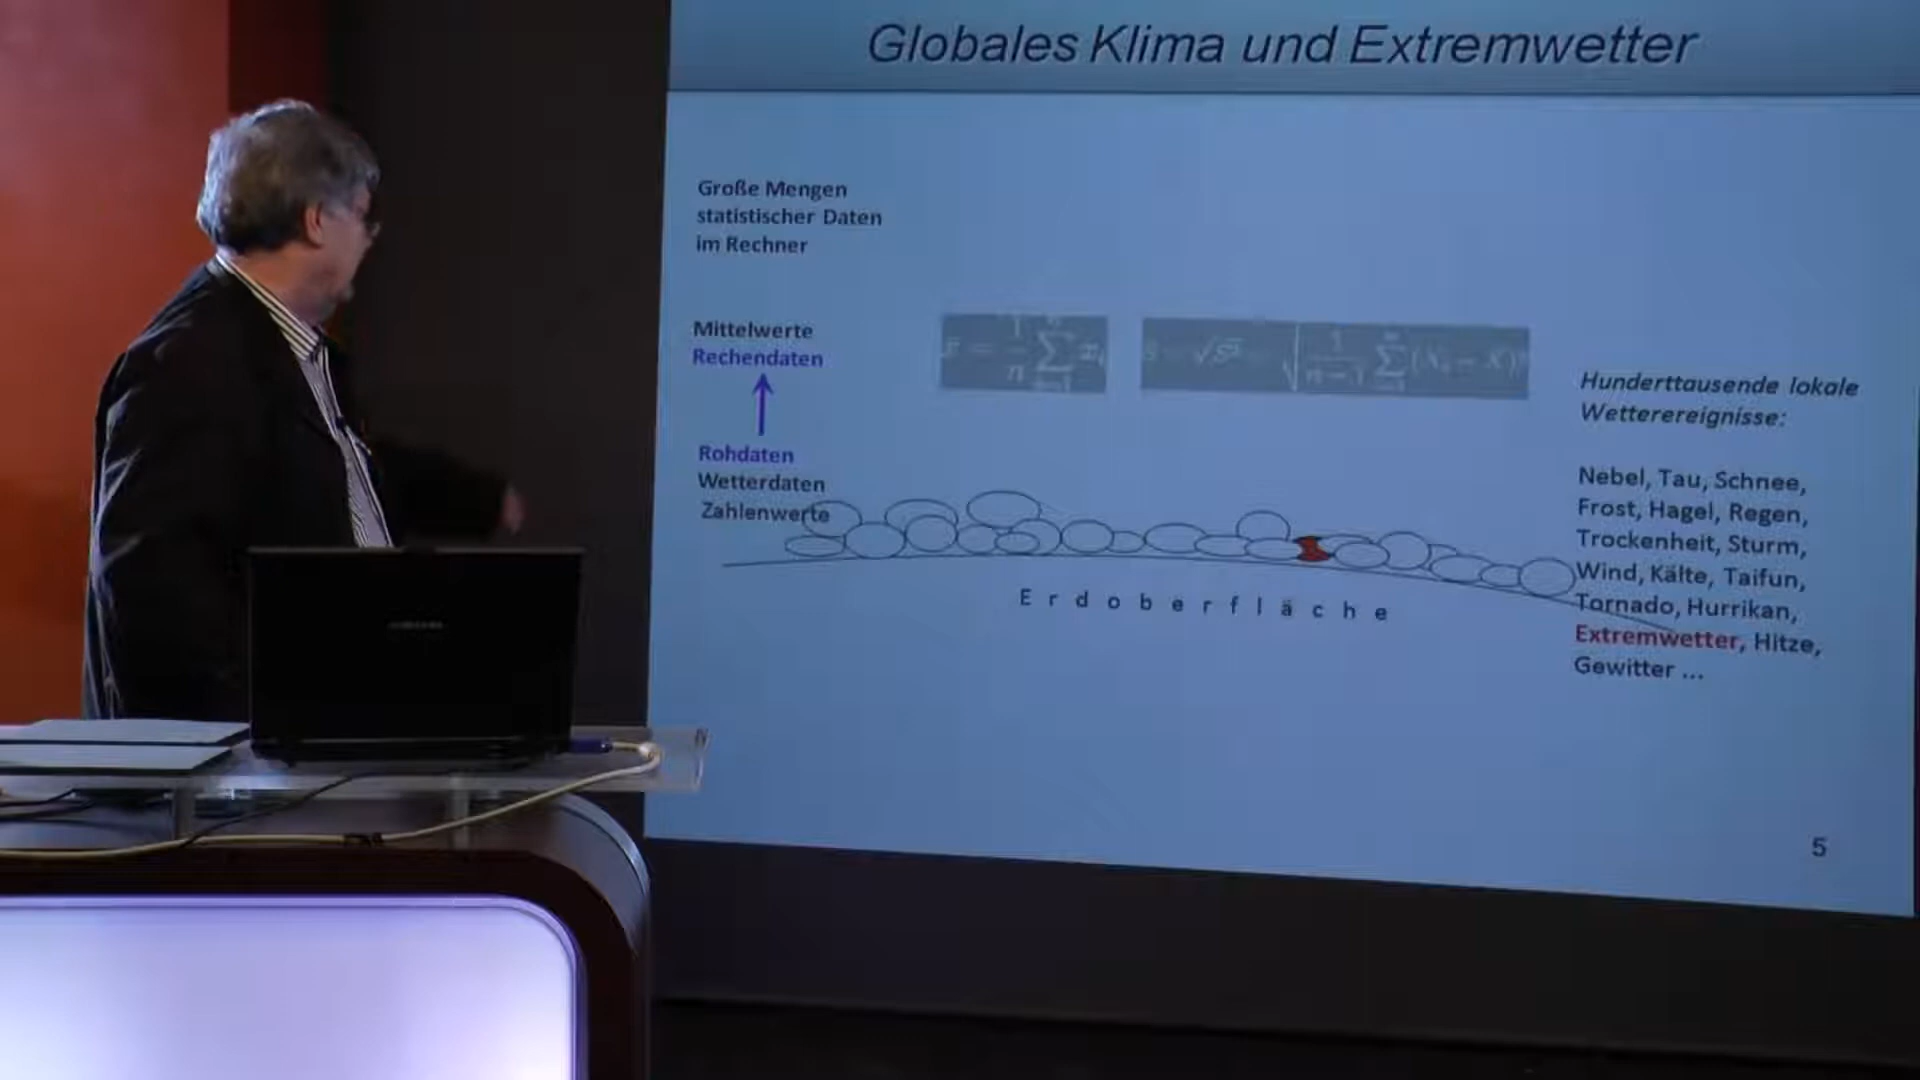 Globales Klima und Extremwetter
Große Mengen
statistischer Daten
im Rechner
Mittelwerte
Rechendaten
Rohdaten
Wetterdaten
Zahlenwerte
Hunderttausende lokale
Wetterereignisse:
Nebel, Tau, Schnee,
Frost, Hagel, Regen,
Trockenheit, Sturm,
Wind, Kälte, Taifun,
Tornado, Hurrikan,
Extremwetter, Hitze,
Gewitter ...
Erdoberfläche
5